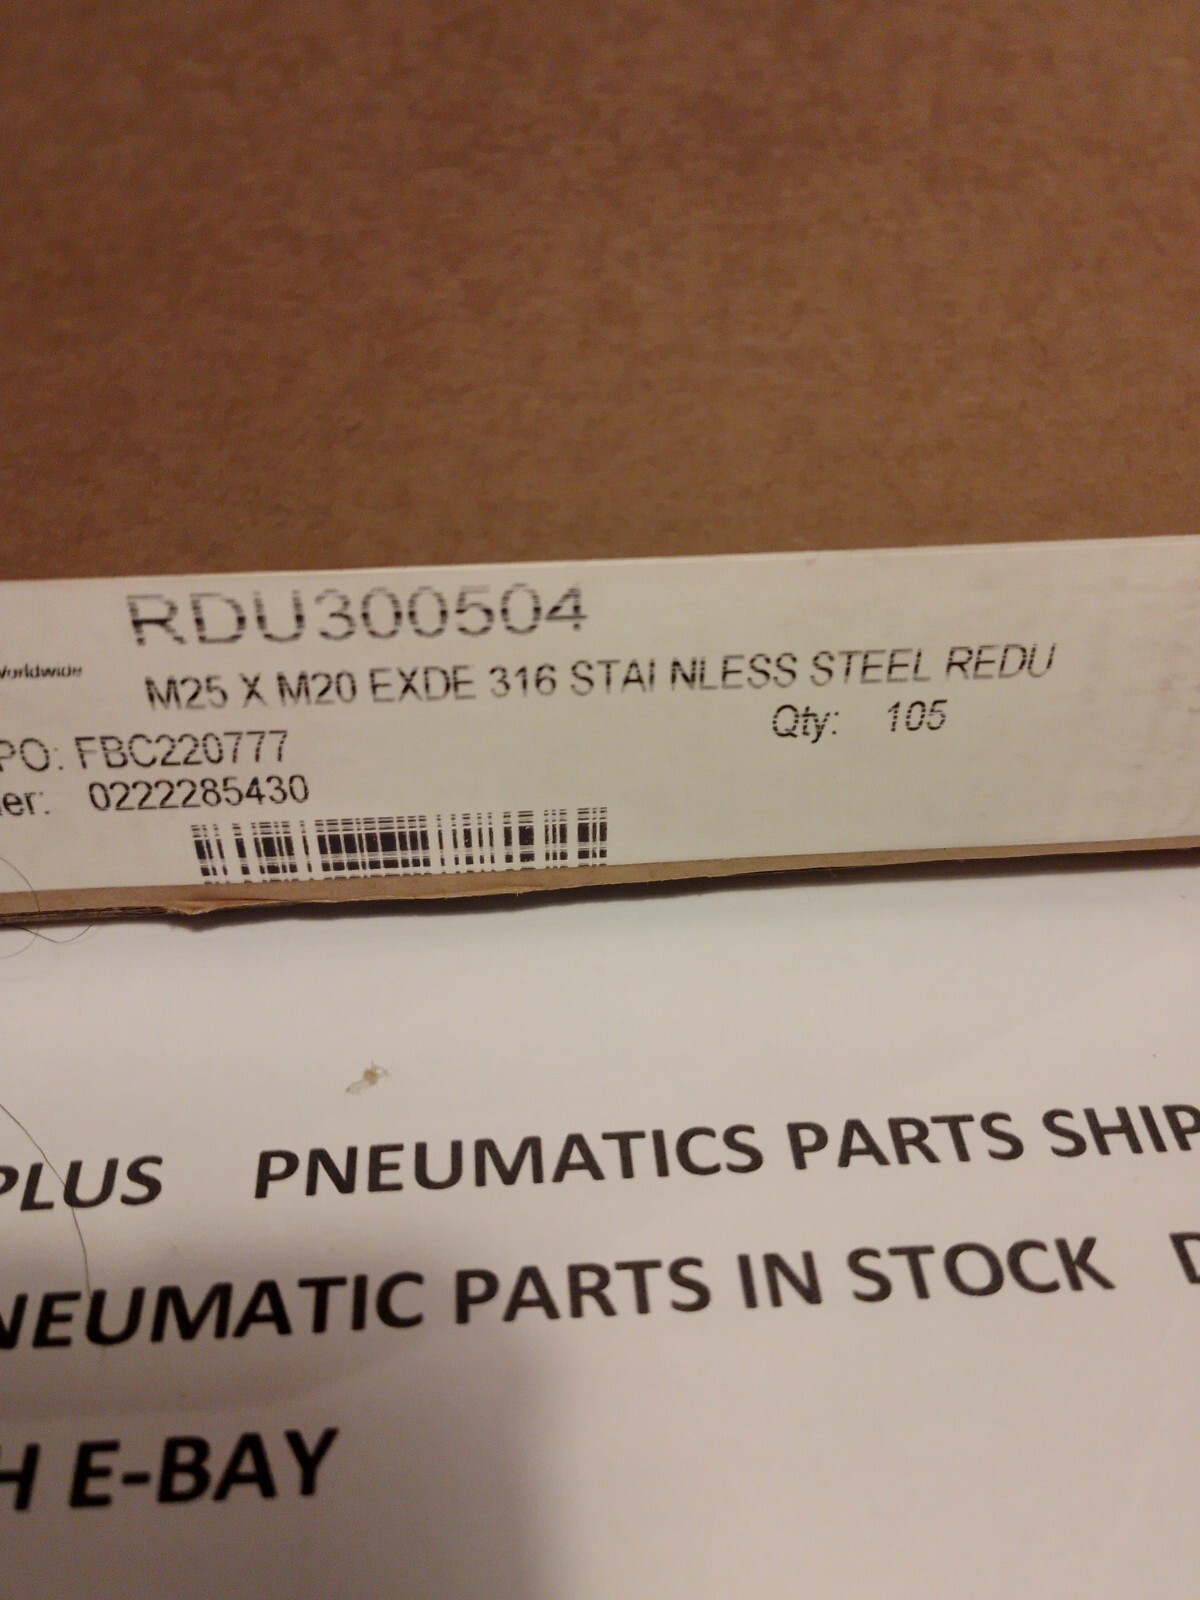 RDU300504
Worldwide
M25 X M20 EXDE 316 STAI NLESS STEEL REDU
Qty: 105
PO: FBC220777
er: 0222285430
PLUS PNEUMATICS PARTS SHIP
NEUMATIC PARTS IN STOCK D
H E-BAY